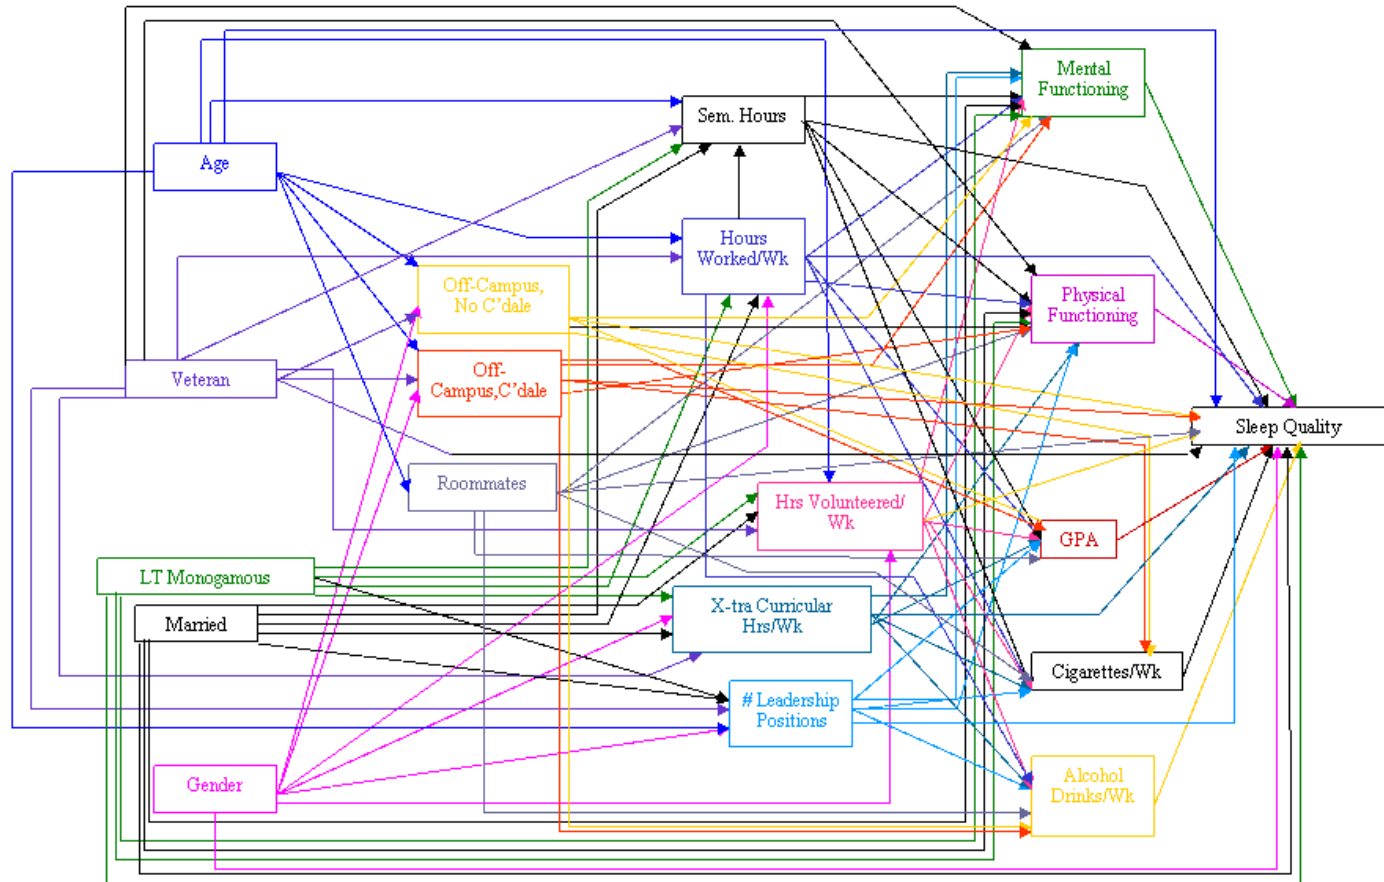 Mental
Functioning
Sem. Hours
Age
Hours
Worked/Wk
Off-Campus,
No C'dale
Physical
Functioning
Veteran
Off-
Campus,C'dale
Sleep Quality
Roommates
Hrs Volunteered/
Wk
GPA
LT Monogamous
X-tra Curricular
Hrs/Wk
Married
Cigarettes/Wk
# Leadership
Positions
Gender
Alcohol
Drinks/Wk